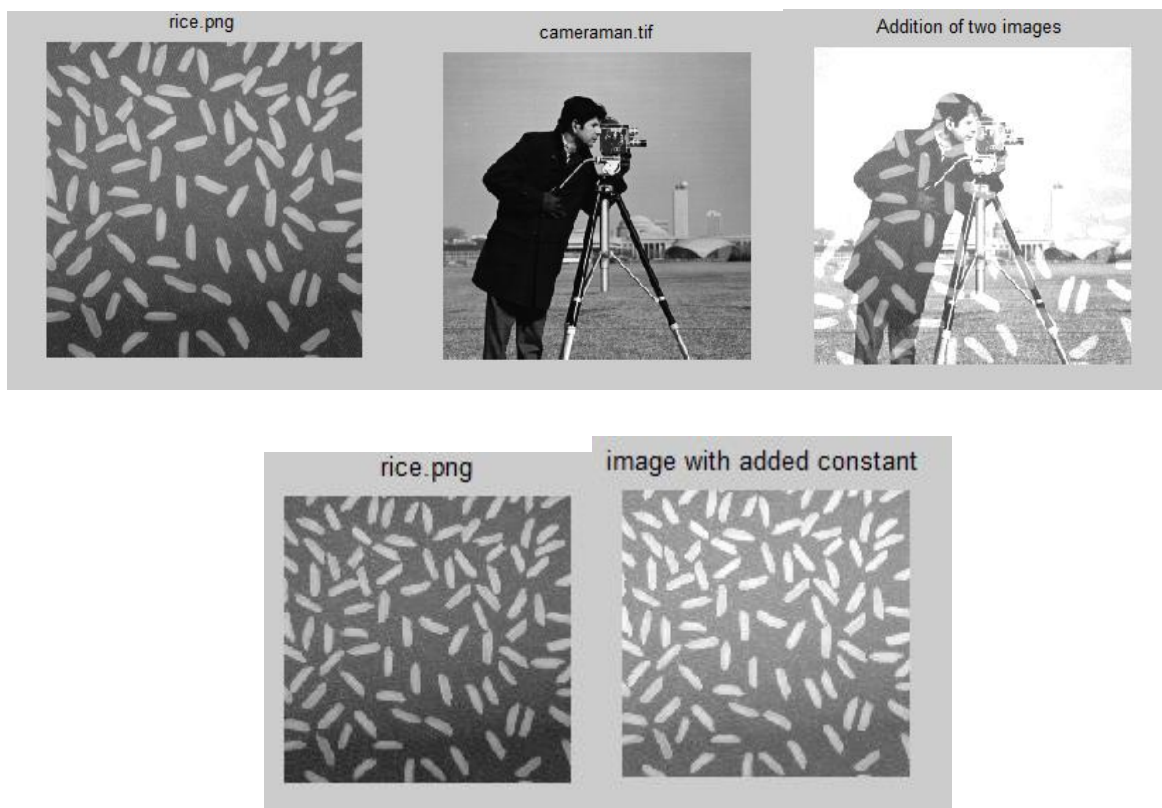 rice.png
cameraman.tif
Addition of two images
rice.png
image with added constant